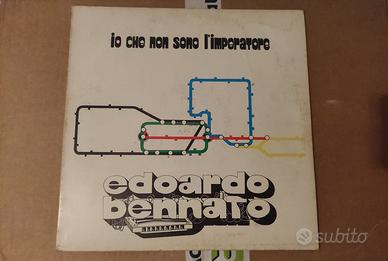 io che non sono l'imperatore
edoardo
bennato
subito